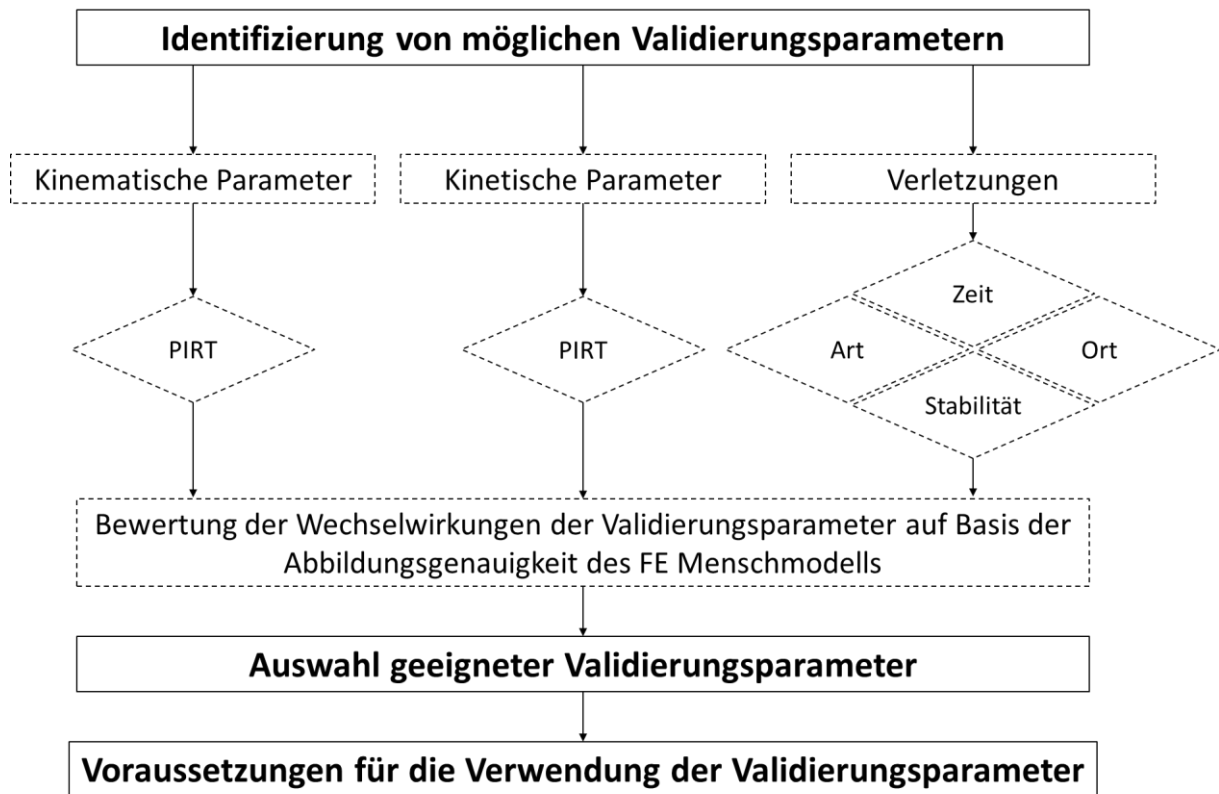 Identifizierung von möglichen Validierungsparametern
Kinematische Parameter
Kinetische Parameter
Verletzungen
PIRT
PIRT
Zeit
Art
Ort
Stabilität
Bewertung der Wechselwirkungen der Validierungsparameter auf Basis der
Abbildungsgenauigkeit des FE Menschmodells
Auswahl geeigneter Validierungsparameter
Voraussetzungen für die Verwendung der Validierungsparameter